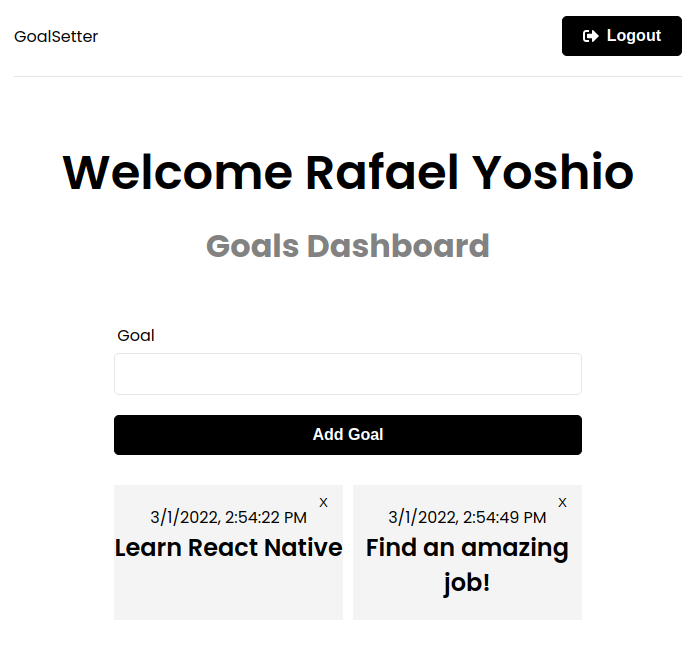 GoalSetter
Logout
Welcome Rafael Yoshio
Goals Dashboard
Goal
Add Goal
X
3/1/2022, 2:54:22 PM
Learn React Native
X
3/1/2022, 2:54:49 PM
Find an amazing
job!